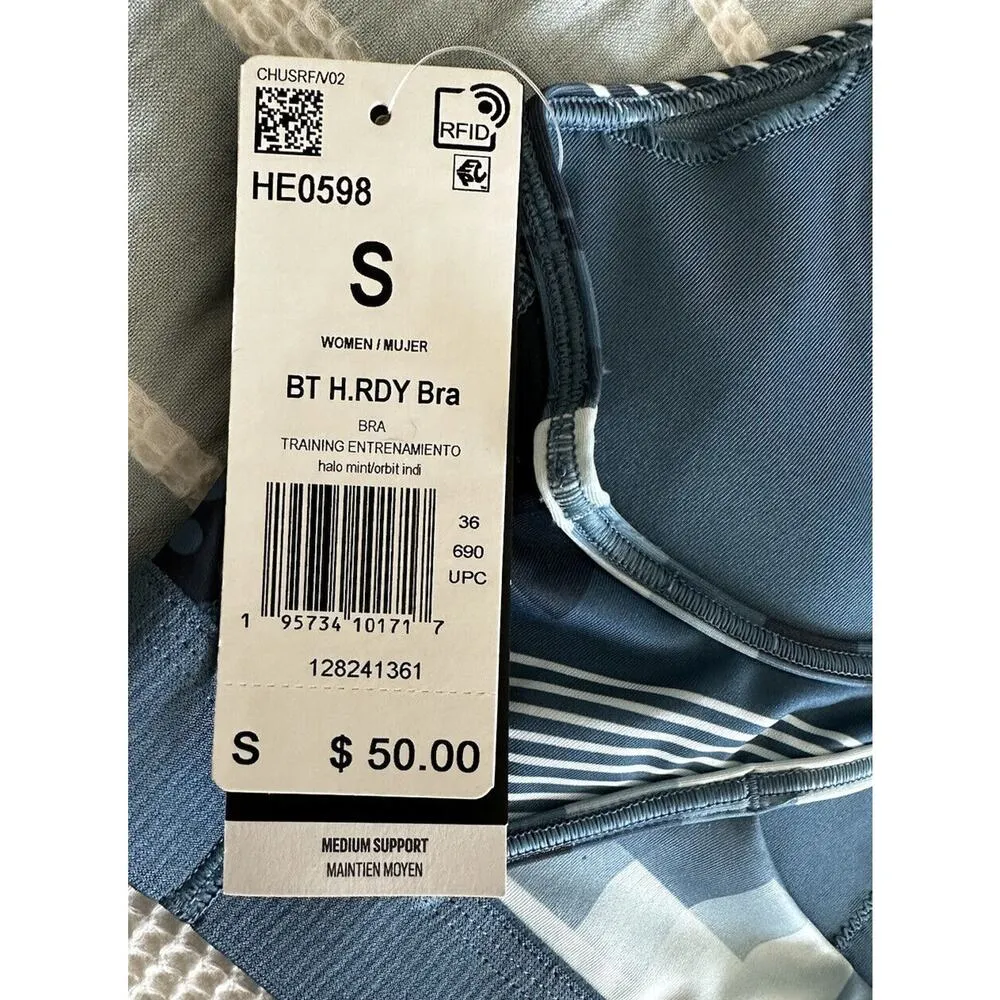 CHUSRF/V02
RFID
HE0598
S
WOMEN / MUJER
BT H.RDY Bra
BRA
TRAINING ENTRENAMIENTO
halo mint/orbit indi
36
690
UPC
1 95734 10171 7
128241361
S $ 50.00
MEDIUM SUPPORT
MAINTIEN MOYEN